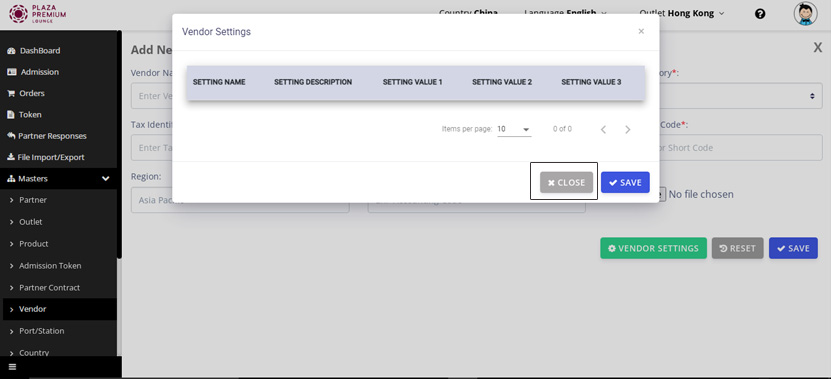 PLAZA
PREMIUM
LOUNGE
Country China
Language English
Outlet Hong Kong
DashBoard
Admission
Orders
Token
Partner Responses
File Import/Export
Masters
Partner
Outlet
Product
Admission Token
Partner Contract
Vendor
Port/Station
Country
Add Ne
X
Vendor Na
ory*:
Enter Ve
Tax Identi
Code*:
Enter Ta
or Short Code
Region:
Asia Pac
No file chosen
VENDOR SETTINGS
RESET
SAVE
Vendor Settings
×
SETTING NAME SETTING DESCRIPTION SETTING VALUE 1 SETTING VALUE 2 SETTING VALUE 3
Items per page: 10 0 of 0
CLOSE
SAVE